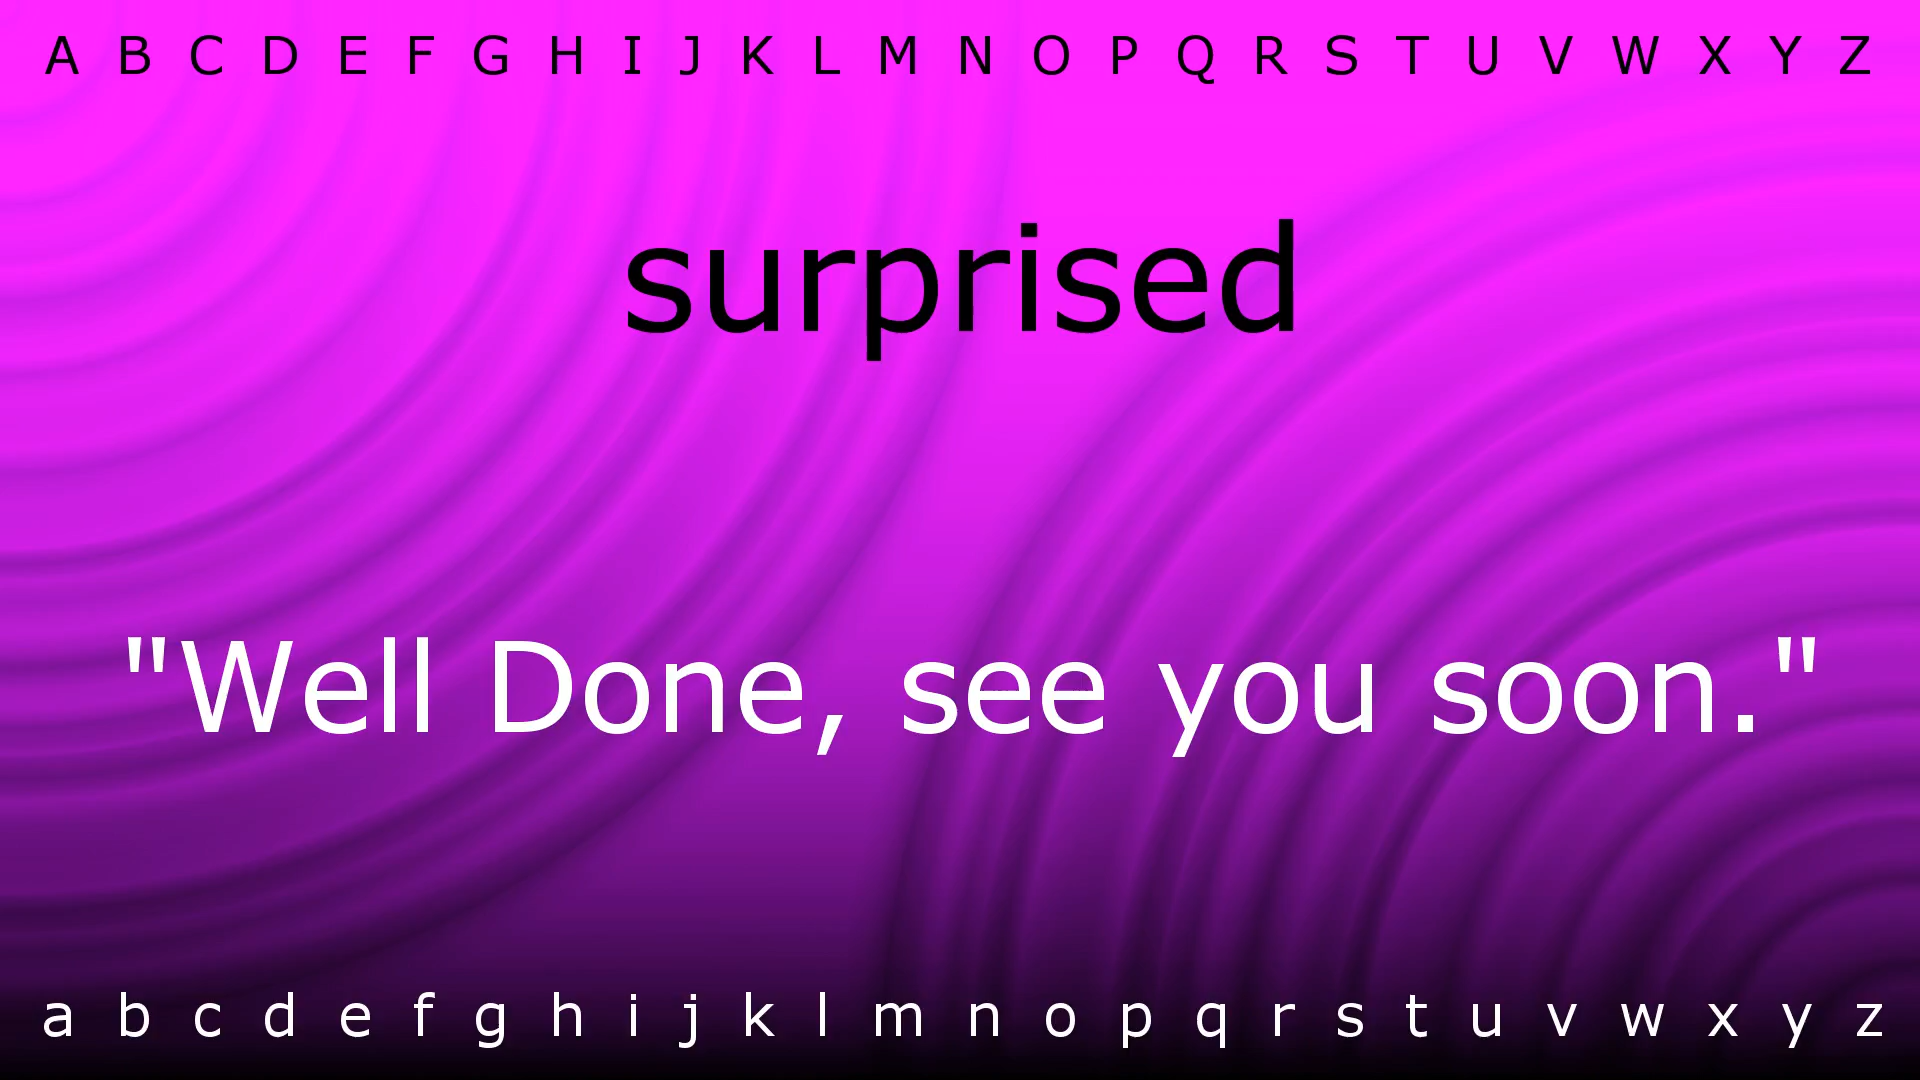 A B C D E F G H I J K L M N O P Q R S T U V W X Y Z
surprised
"Well Done, see you soon."
a b c d e f g h i j k l m n o p q r s t u v w x y z